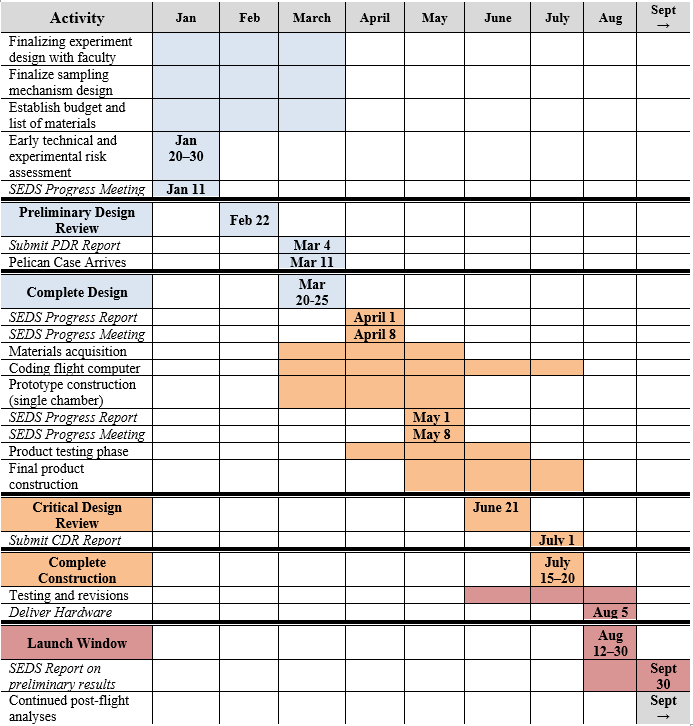 Activity Jan Feb March April May June July Aug Sept
→
Finalizing experiment
design with faculty
Finalize sampling
mechanism design
Establish budget and
list of materials
Early technical and
experimental risk
assessment
Jan
20–30
SEDS Progress Meeting Jan 11
Preliminary Design
Review
Feb 22
Submit PDR Report Mar 4
Pelican Case Arrives Mar 11
Complete Design
Mar
20-25
SEDS Progress Report April 1
SEDS Progress Meeting April 8
Materials acquisition
Coding flight computer
Prototype construction
(single chamber)
SEDS Progress Report May 1
SEDS Progress Meeting May 8
Product testing phase
Final product
construction
Critical Design
Review
June 21
Submit CDR Report July 1
Complete
Construction
July
15–20
Testing and revisions
Deliver Hardware Aug 5
Launch Window
Aug
12–30
SEDS Report on
preliminary results
Sept
30
Continued post-flight
analyses
Sept
→